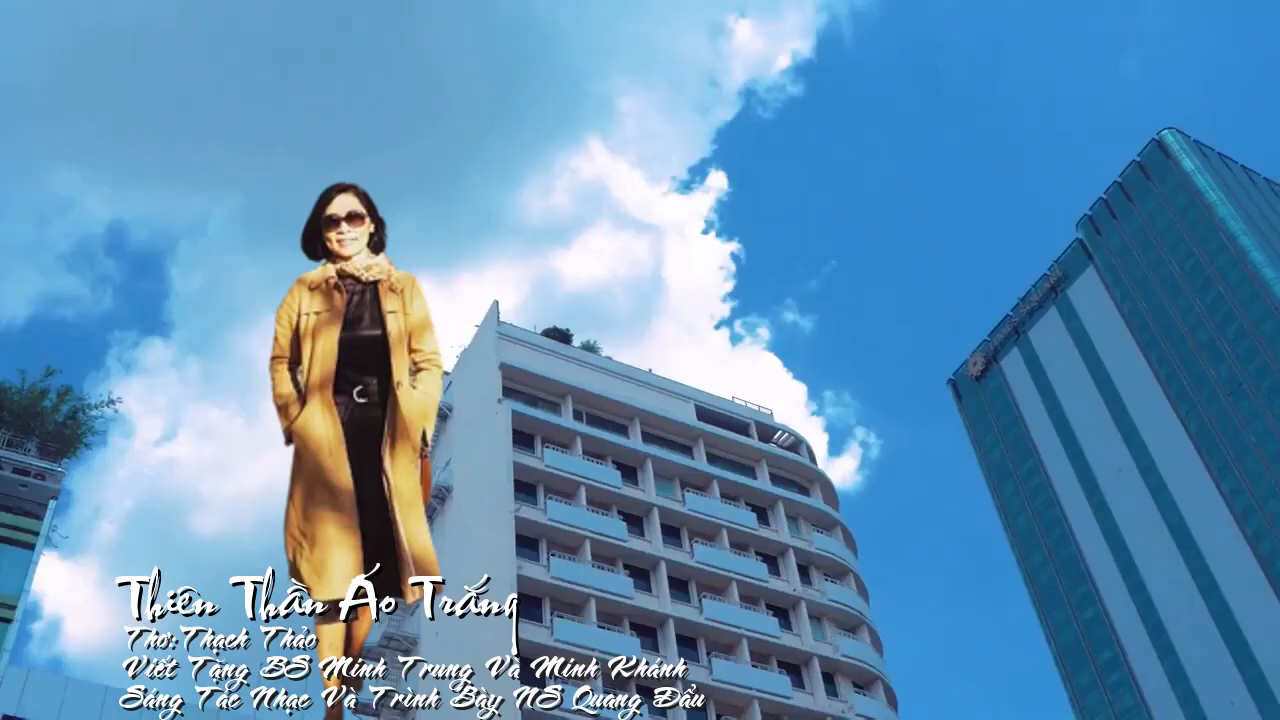 Thiên Thần Áo Trắng
Thơ: Thạch Thảo
Viết Tặng BS Minh Trung Và Minh Khánh
Sáng Tác Nhạc Và Trình Bày NS Quang Đẩu